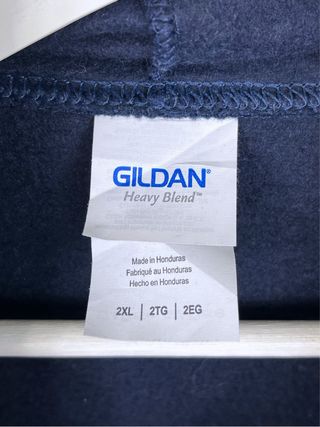 GILDAN®
Heavy Blend™
Made in Honduras
Fabriqué au Honduras
Hecho en Honduras
2XL | 2TG | 2EG